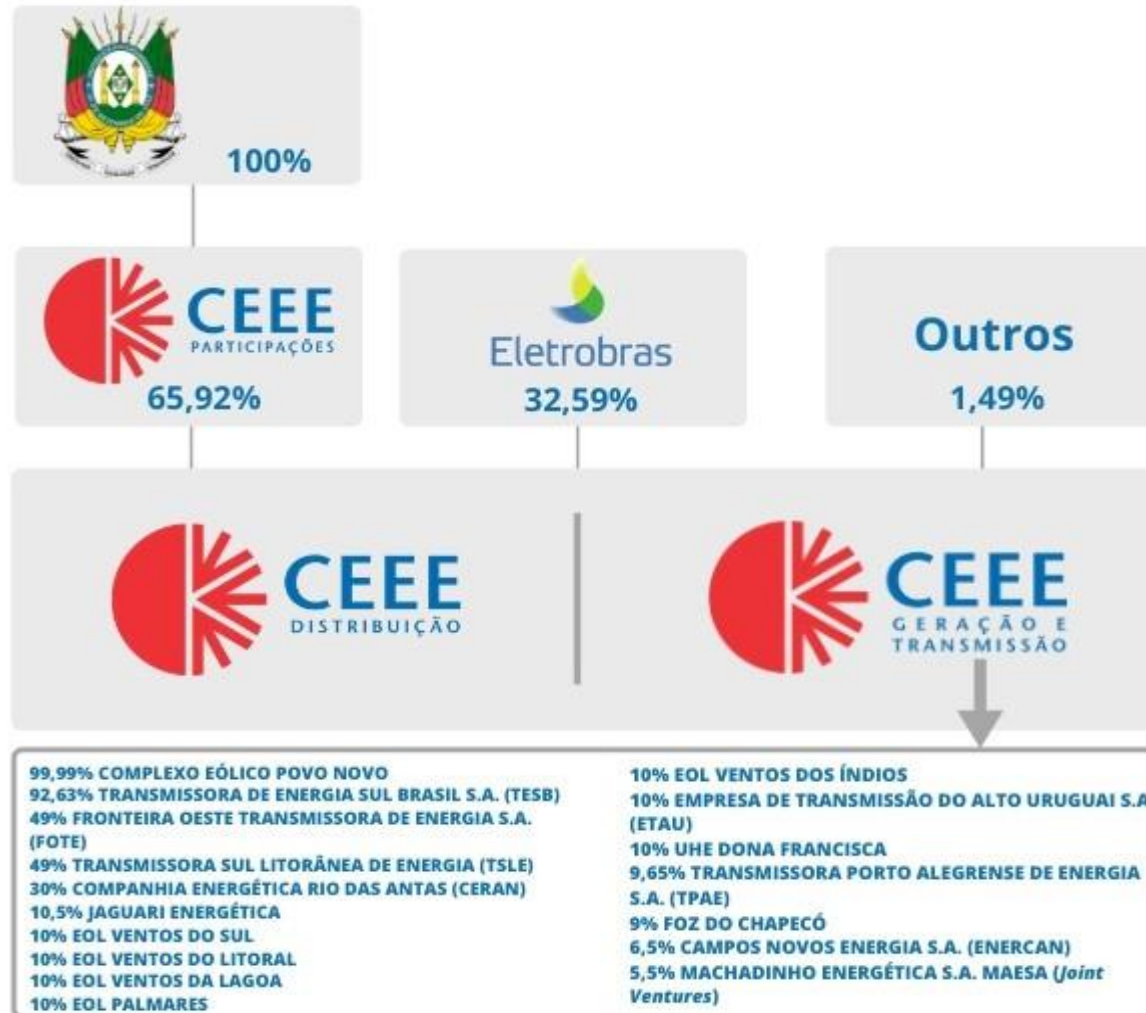 100%
CEEE
PARTICIPAÇÕES
65,92%
Eletrobras
32,59%
Outros
1,49%
CEEE
DISTRIBUIÇÃO
CEEE
GERAÇÃO E
TRANSMISSÃO
99,99% COMPLEXO EÓLICO POVO NOVO
92,63% TRANSMISSORA DE ENERGIA SUL BRASIL S.A. (TESB)
49% FRONTEIRA OESTE TRANSMISSORA DE ENERGIA S.A.
(FOTE)
49% TRANSMISSORA SUL LITORÂNEA DE ENERGIA (TSLE)
30% COMPANHIA ENERGÉTICA RIO DAS ANTAS (CERAN)
10,5% JAGUARI ENERGÉTICA
10% EOL VENTOS DO SUL
10% EOL VENTOS DO LITORAL
10% EOL VENTOS DA LAGOA
10% EOL PALMARES
10% EOL VENTOS DOS ÍNDIOS
10% EMPRESA DE TRANSMISSÃO DO ALTO URUGUAI S.A
(ETAU)
10% UHE DONA FRANCISCA
9,65% TRANSMISSORA PORTO ALEGRENSE DE ENERGIA
S.A. (TPAE)
9% FOZ DO CHAPECÓ
6,5% CAMPOS NOVOS ENERGIA S.A. (ENERCAN)
5,5% MACHADINHO ENERGÉTICA S.A. MAESA (Joint
Ventures)